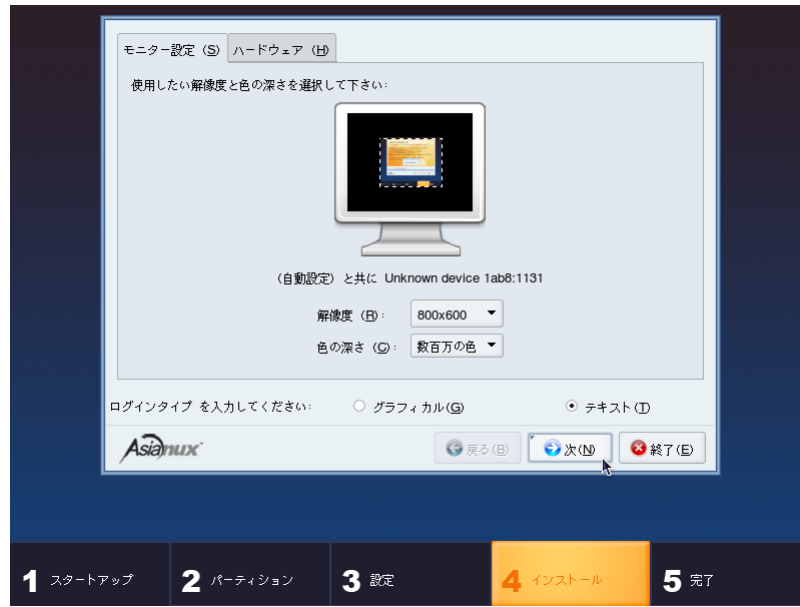 モニター設定 (S) ハードウェア (H)
使用したい解像度と色の深さを選択して下さい:
(自動設定) と共に Unknown device 1ab8:1131
解像度 (R): 800x600
色の深さ (C): 数百万の色
ログインタイプ を入力してください: グラフィカル(G) テキスト(T)
Asianux 戻る(B) 次(N) 終了(E)
1 スタートアップ 2 パーティション 3 設定 4 インストール 5 完了